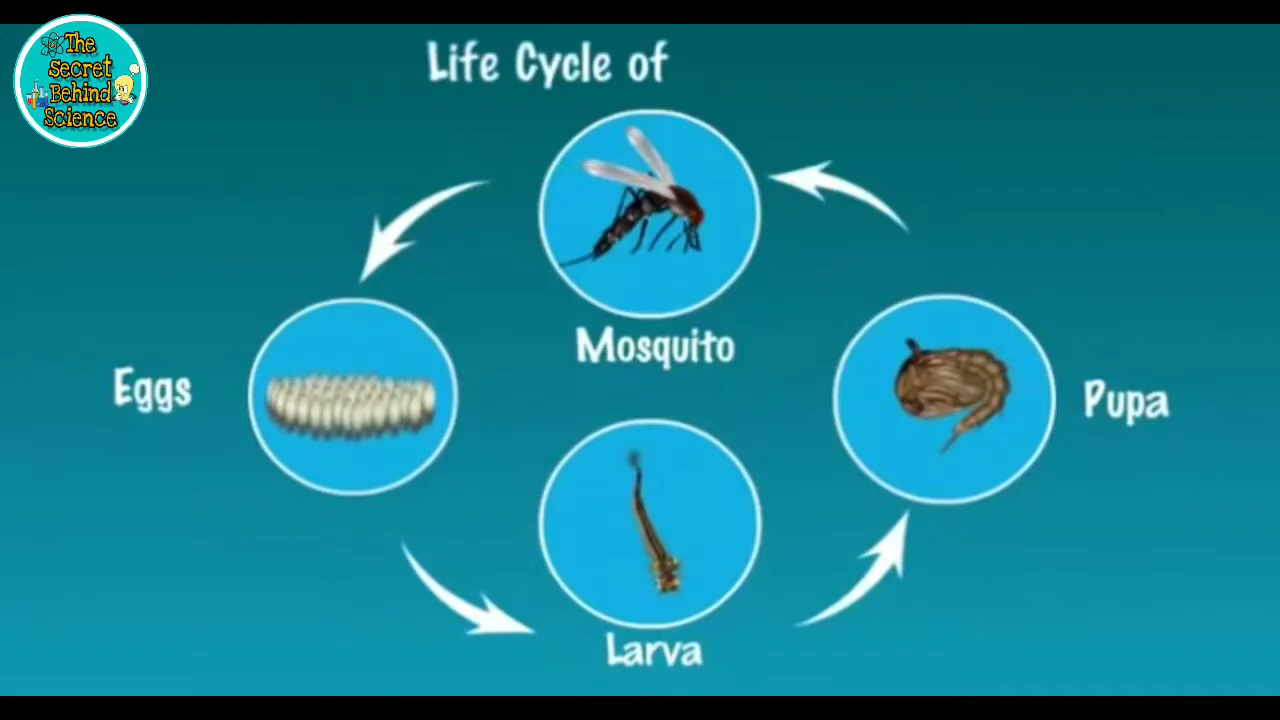 The
Secret
Behind
Science
Life Cycle of
Mosquito
Eggs
Pupa
Larva